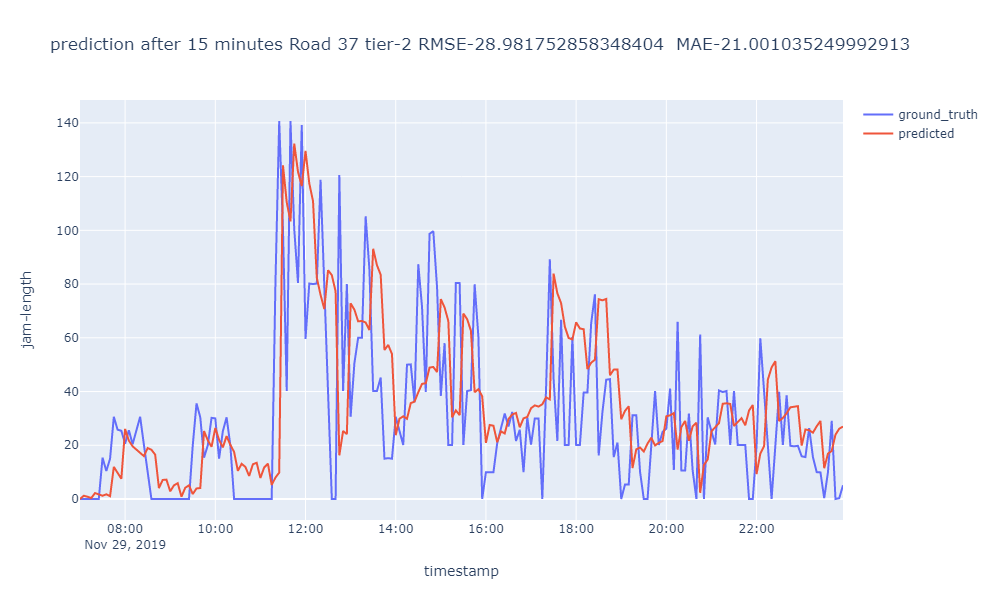 prediction after 15 minutes Road 37 tier-2 RMSE-28.981752858348404  MAE-21.001035249992913
ground_truth
predicted
jam-length
140
120
100
80
60
40
20
0
08:00 10:00 12:00 14:00 16:00 18:00 20:00 22:00
Nov 29, 2019
timestamp